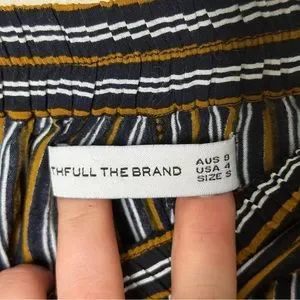 THFULL THE BRAND
AUS 8
USA 4
SIZE S